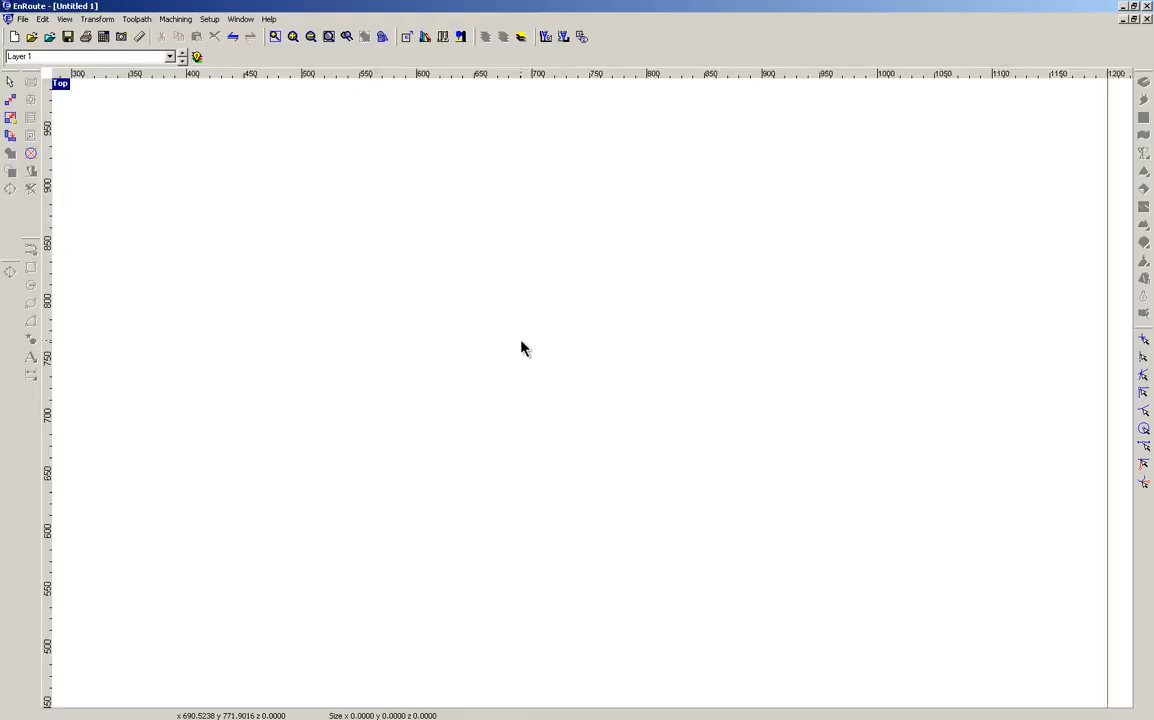 EnRoute - [Untitled 1]
File Edit View Transform Toolpath Machining Setup Window Help
Layer 1
300 350 400 450 500 550 600 650 700 750 800 850 900 950 1000 1050 1100 1150 1200
Top
950
900
850
800
750
700
650
600
550
500
x 690.5238 y 771.9016 z 0.0000 Size x 0.0000 y 0.0000 z 0.0000